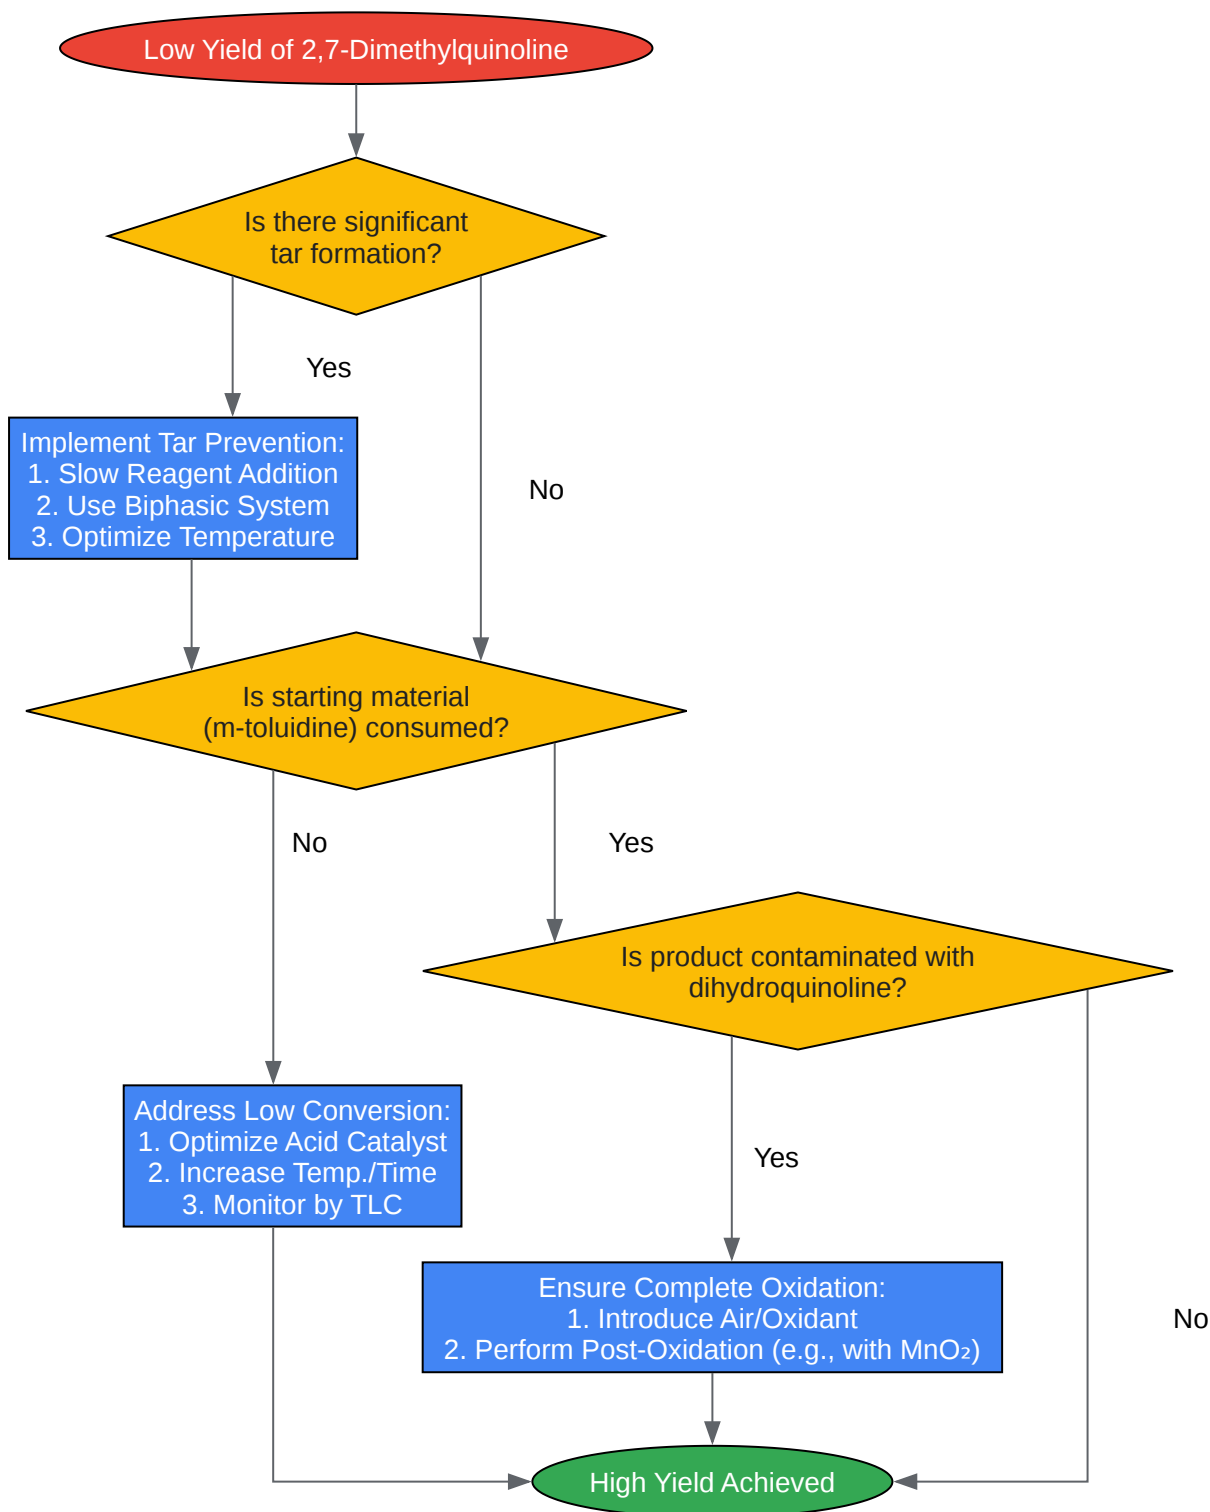 Low Yield of 2,7-Dimethylquinoline
Is there significant
tar formation?
Yes
Implement Tar Prevention:
1. Slow Reagent Addition
2. Use Biphasic System
3. Optimize Temperature
No
Is starting material
(m-toluidine) consumed?
No
Yes
Is product contaminated with
dihydroquinoline?
Address Low Conversion:
1. Optimize Acid Catalyst
2. Increase Temp./Time
3. Monitor by TLC
Yes
Ensure Complete Oxidation:
1. Introduce Air/Oxidant
2. Perform Post-Oxidation (e.g., with MnO₂)
No
High Yield Achieved